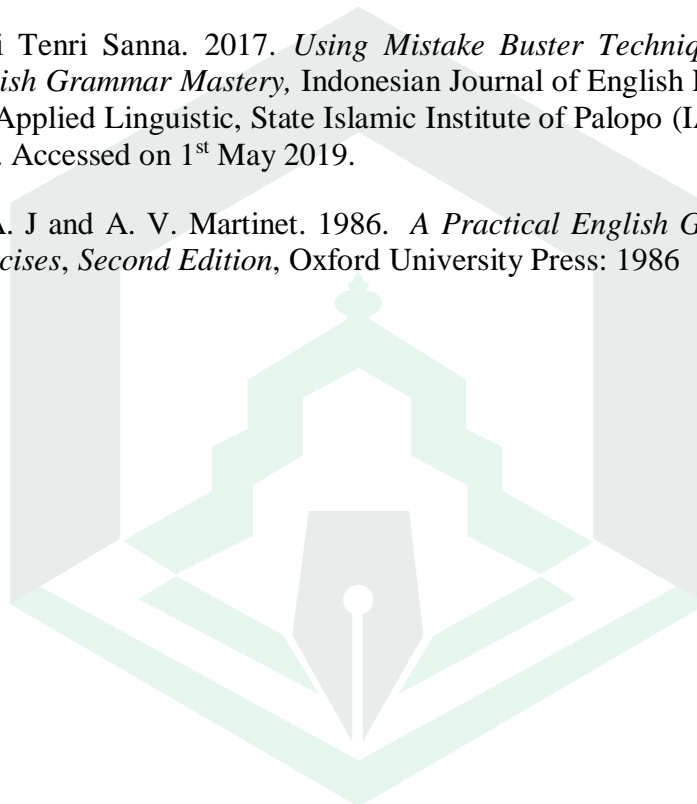 i Tenri Sanna. 2017. Using Mistake Buster Techniq
ish Grammar Mastery, Indonesian Journal of English
Applied Linguistic, State Islamic Institute of Palopo (IA
. Accessed on 1st May 2019.
A. J and A. V. Martinet. 1986. A Practical English G
cises, Second Edition, Oxford University Press: 1986